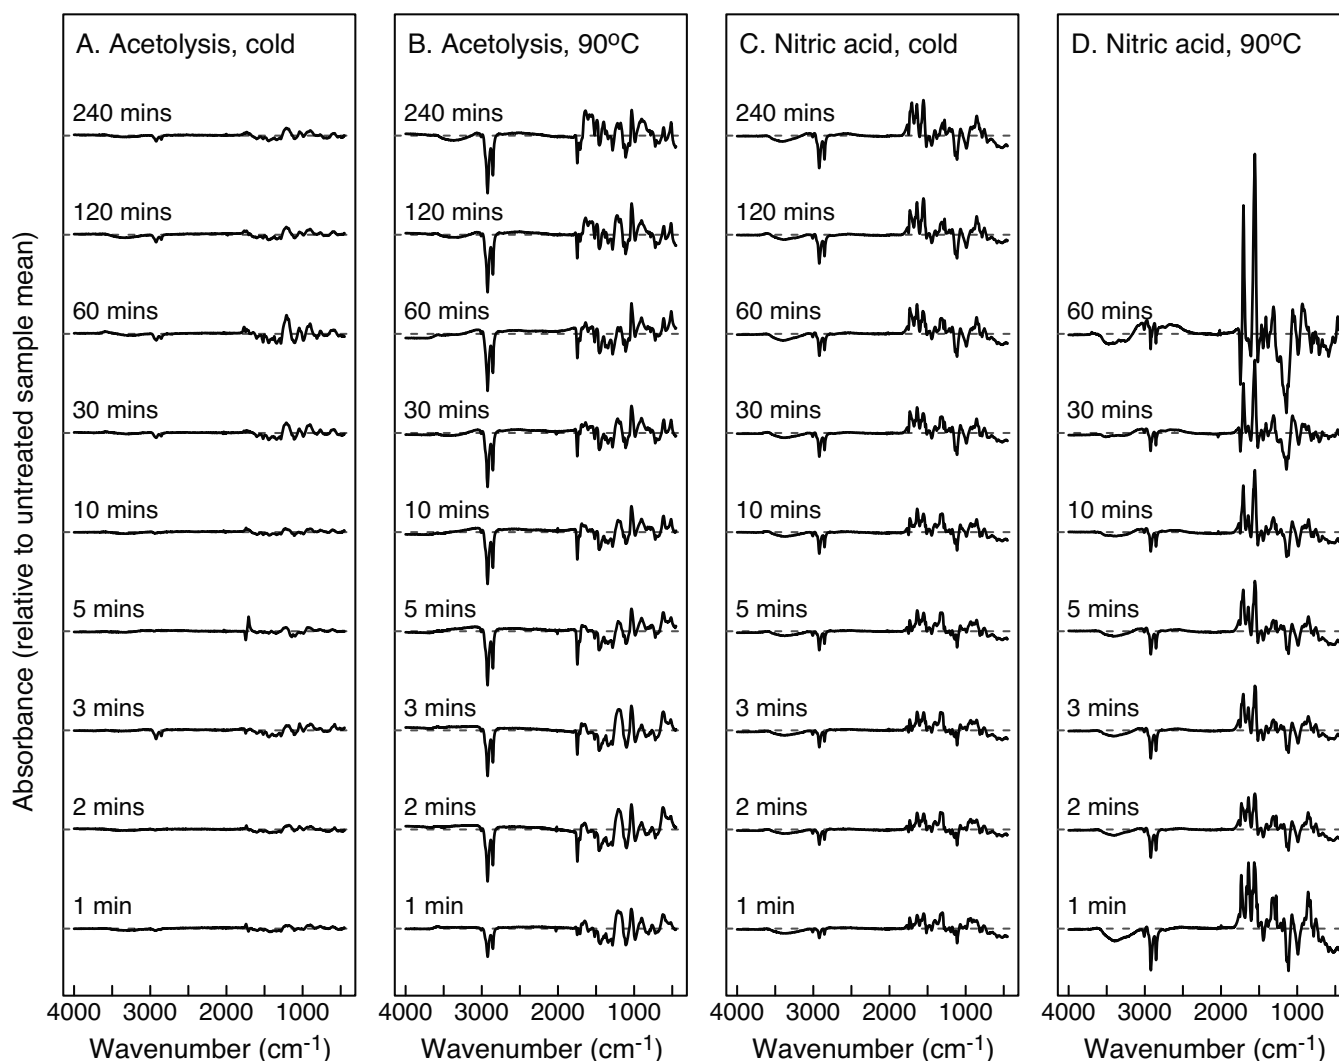 Absorbance (relative to untreated sample mean)
A. Acetolysis, cold
240 mins
120 mins
60 mins
30 mins
10 mins
5 mins
3 mins
2 mins
1 min
4000 3000 2000 1000
Wavenumber (cm-1)
B. Acetolysis, 90ºC
240 mins
120 mins
60 mins
30 mins
10 mins
5 mins
3 mins
2 mins
1 min
4000 3000 2000 1000
Wavenumber (cm-1)
C. Nitric acid, cold
240 mins
120 mins
60 mins
30 mins
10 mins
5 mins
3 mins
2 mins
1 min
4000 3000 2000 1000
Wavenumber (cm-1)
D. Nitric acid, 90ºC
60 mins
30 mins
10 mins
5 mins
3 mins
2 mins
1 min
4000 3000 2000 1000
Wavenumber (cm-1)